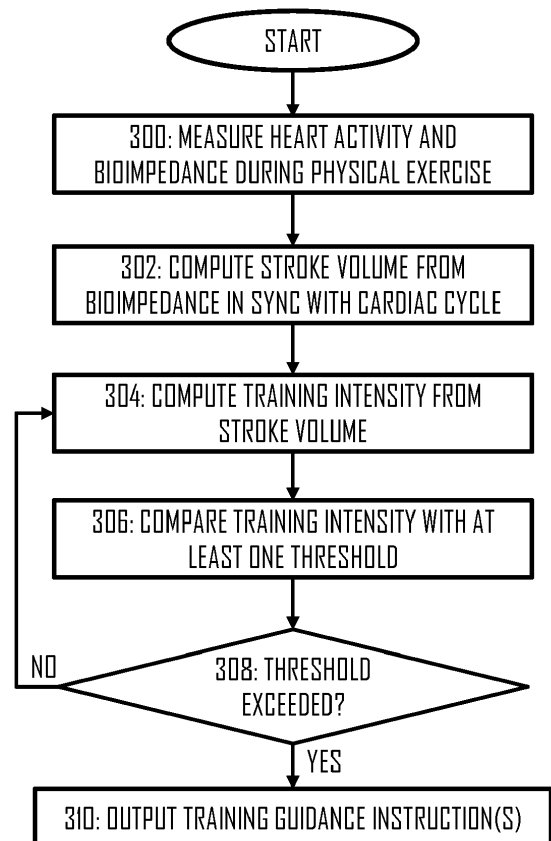 START
300: MEASURE HEART ACTIVITY AND
BIOIMPEDANCE DURING PHYSICAL EXERCISE
302: COMPUTE STROKE VOLUME FROM
BIOIMPEDANCE IN SYNC WITH CARDIAC CYCLE
304: COMPUTE TRAINING INTENSITY FROM
STROKE VOLUME
306: COMPARE TRAINING INTENSITY WITH AT
LEAST ONE THRESHOLD
308: THRESHOLD
EXCEEDED?
NO
YES
310: OUTPUT TRAINING GUIDANCE INSTRUCTION(S)